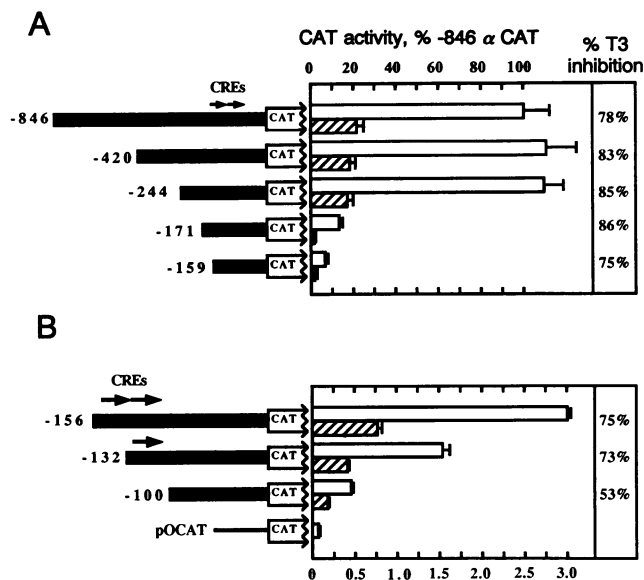 A
CAT activity, % -846 α CAT
% T3
inhibition
0 20 40 60 80 100
CREs
-846 CAT 78%
-420 CAT 83%
-244 CAT 85%
-171 CAT 86%
-159 CAT 75%
B
CREs
-156 CAT 75%
-132 CAT 73%
-100 CAT 53%
pOCAT CAT
0 0.5 1.0 1.5 2.0 2.5 3.0